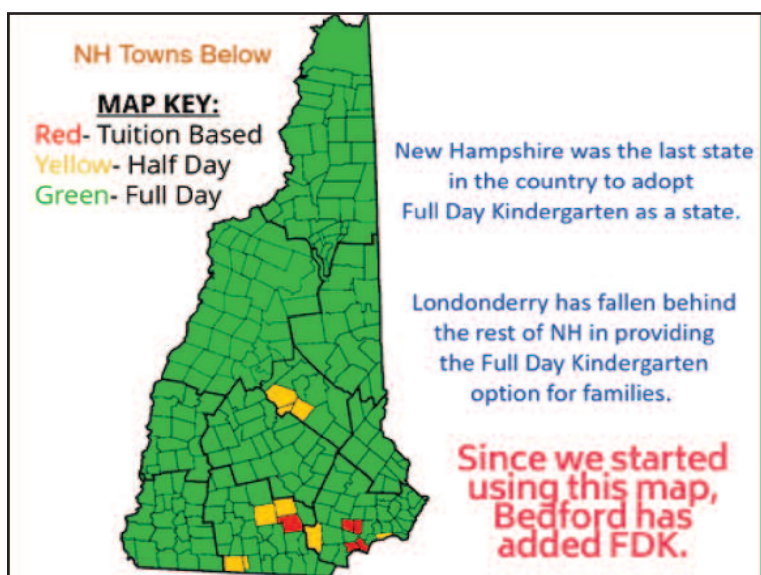 NH Towns Below
MAP KEY:
Red- Tuition Based
Yellow- Half Day
Green- Full Day
New Hampshire was the last state
in the country to adopt
Full Day Kindergarten as a state.
Londonderry has fallen behind
the rest of NH in providing
the Full Day Kindergarten
option for families.
Since we started
using this map,
Bedford has
added FDK.